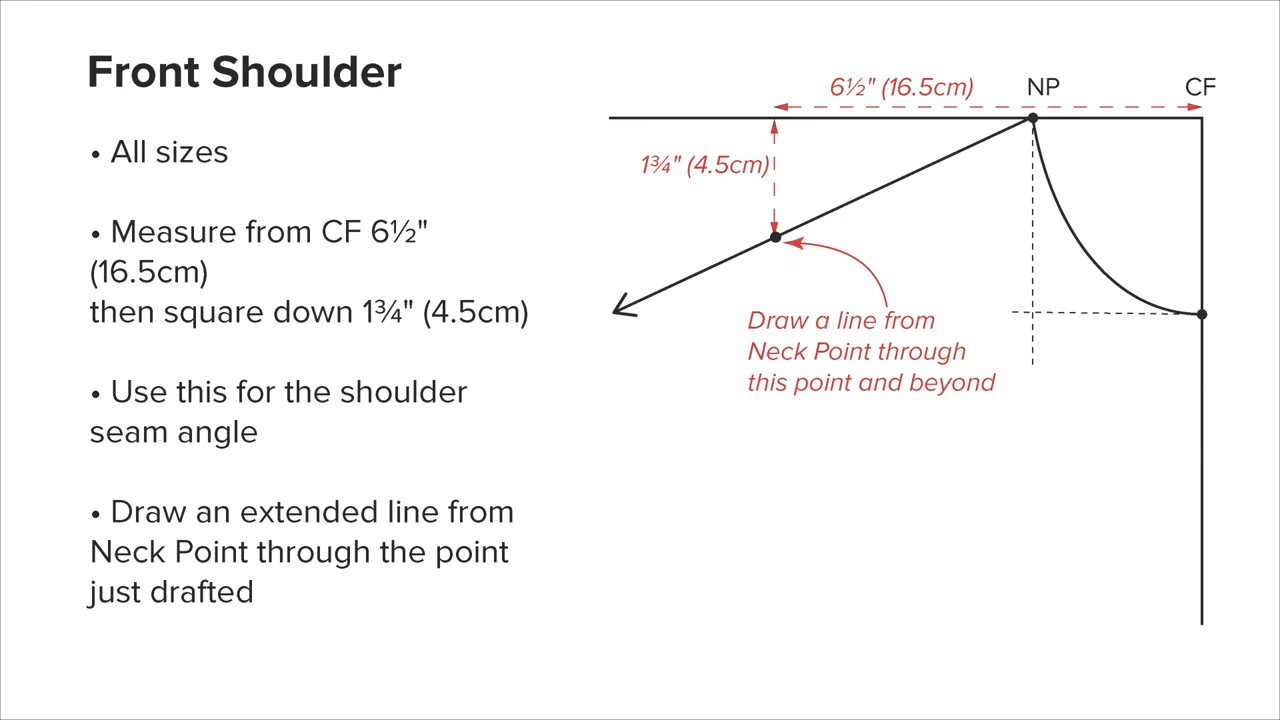 Front Shoulder
• All sizes
• Measure from CF 6½"
(16.5cm)
then square down 1¾" (4.5cm)
• Use this for the shoulder
seam angle
• Draw an extended line from
Neck Point through the point
just drafted
6½" (16.5cm)
NP
CF
1¾" (4.5cm)
Draw a line from
Neck Point through
this point and beyond